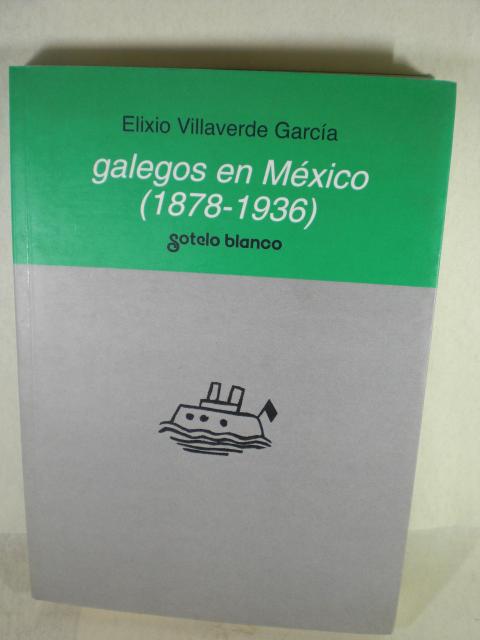 Elixio Villaverde García
galegos en México
(1878-1936)
sotelo blanco